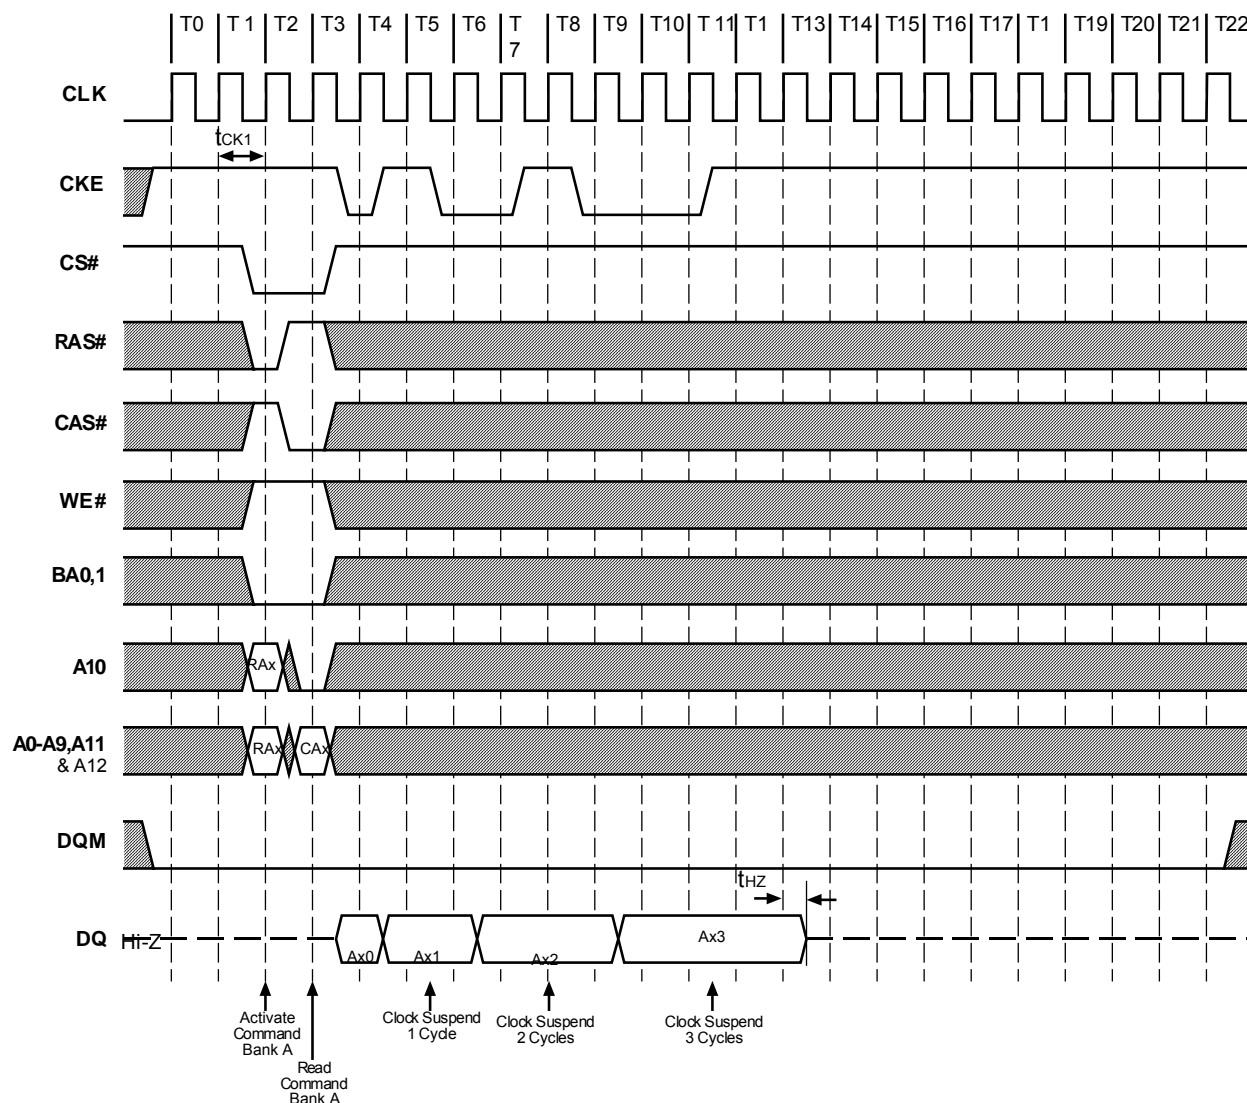 T0 T 1 T2 T3 T4 T5 T6 T T8 T9 T10 T 11 T1 T13 T14 T15 T16 T17 T1 T19 T20 T21 T22
7
CLK
tCK1
CKE
CS#
RAS#
CAS#
WE#
BA0,1
A10
RAx
A0-A9,A11
& A12
RAx CAx
DQM
tHZ
DQ Hi-Z
Ax0 Ax1 Ax2 Ax3
Activate
Command
Bank A
Read
Command
Bank A
Clock Suspend
1 Cycle
Clock Suspend
2 Cycles
Clock Suspend
3 Cycles